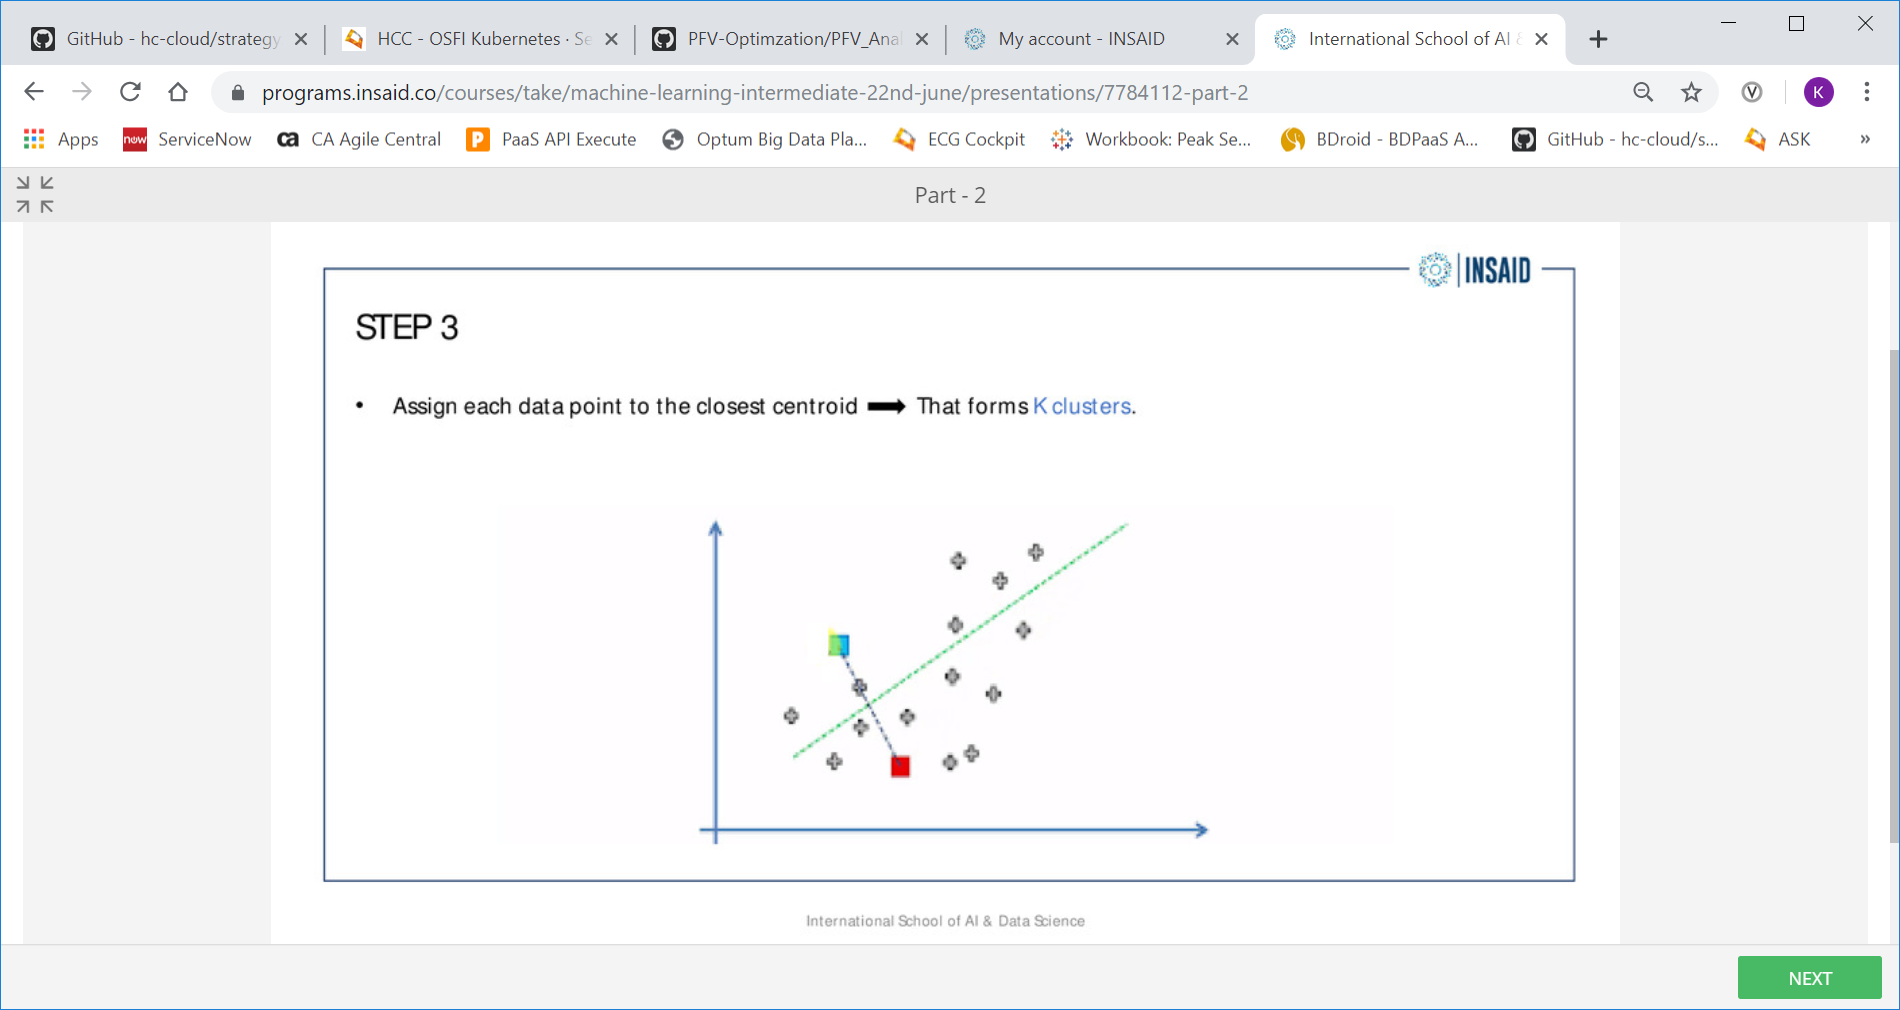 GitHub - hc-cloud/strategy
HCC - OSFI Kubernetes · Se
PFV-Optimzation/PFV_Anal
My account - INSAID
International School of AI &
programs.insaid.co/courses/take/machine-learning-intermediate-22nd-june/presentations/7784112-part-2
K
Apps
now
ServiceNow
ca
CA Agile Central
P
PaaS API Execute
Optum Big Data Pla...
ECG Cockpit
Workbook: Peak Se...
BDroid - BDPaaS A...
GitHub - hc-cloud/s...
ASK
»
Part - 2
INSAID
STEP 3
• Assign each data point to the closest centroid ➡ That forms K clusters.
International School of AI & Data Science
NEXT